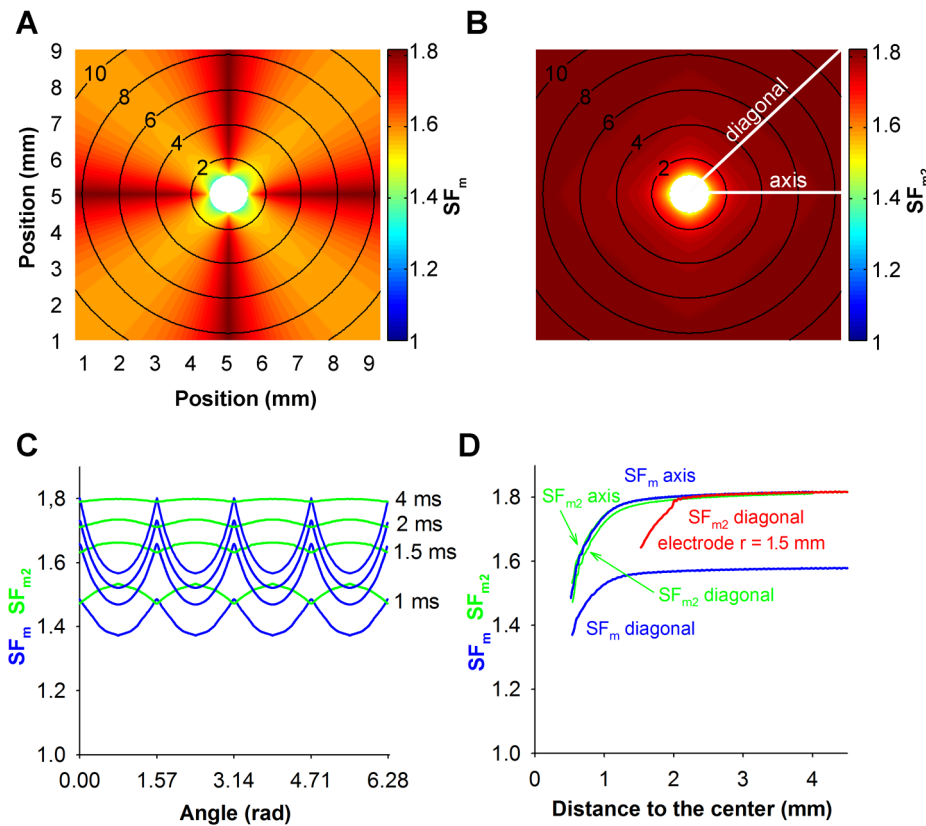 A
9
8
7
6
5
4
3
2
1
Position (mm)
10
8
6
4
2
1 2 3 4 5 6 7 8 9
Position (mm)
1.8
1.6
1.4
1.2
1
SFm
B
10
8
6
4
2
diagonal
axis
1.8
1.6
1.4
1.2
1
SFm2
C
1,8
1.6
1.4
1.2
1.0
SFm SFm2
4 ms
2 ms
1.5 ms
1 ms
0.00 1.57 3.14 4.71 6.28
Angle (rad)
D
1.8
1.6
1.4
1.2
1.0
SFm SFm2
SFm axis
SFm2 axis
SFm2 diagonal
electrode r = 1.5 mm
SFm2 diagonal
SFm diagonal
0 1 2 3 4
Distance to the center (mm)